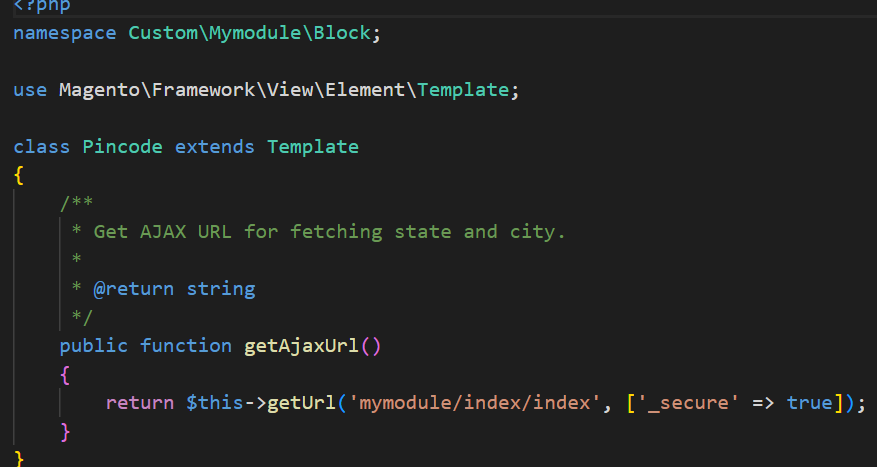 <?php
namespace Custom\Mymodule\Block;
use Magento\Framework\View\Element\Template;
class Pincode extends Template
{
/**
* Get AJAX URL for fetching state and city.
*
* @return string
*/
public function getAjaxUrl()
{
return $this->getUrl('mymodule/index/index', ['_secure' => true]);
}
}